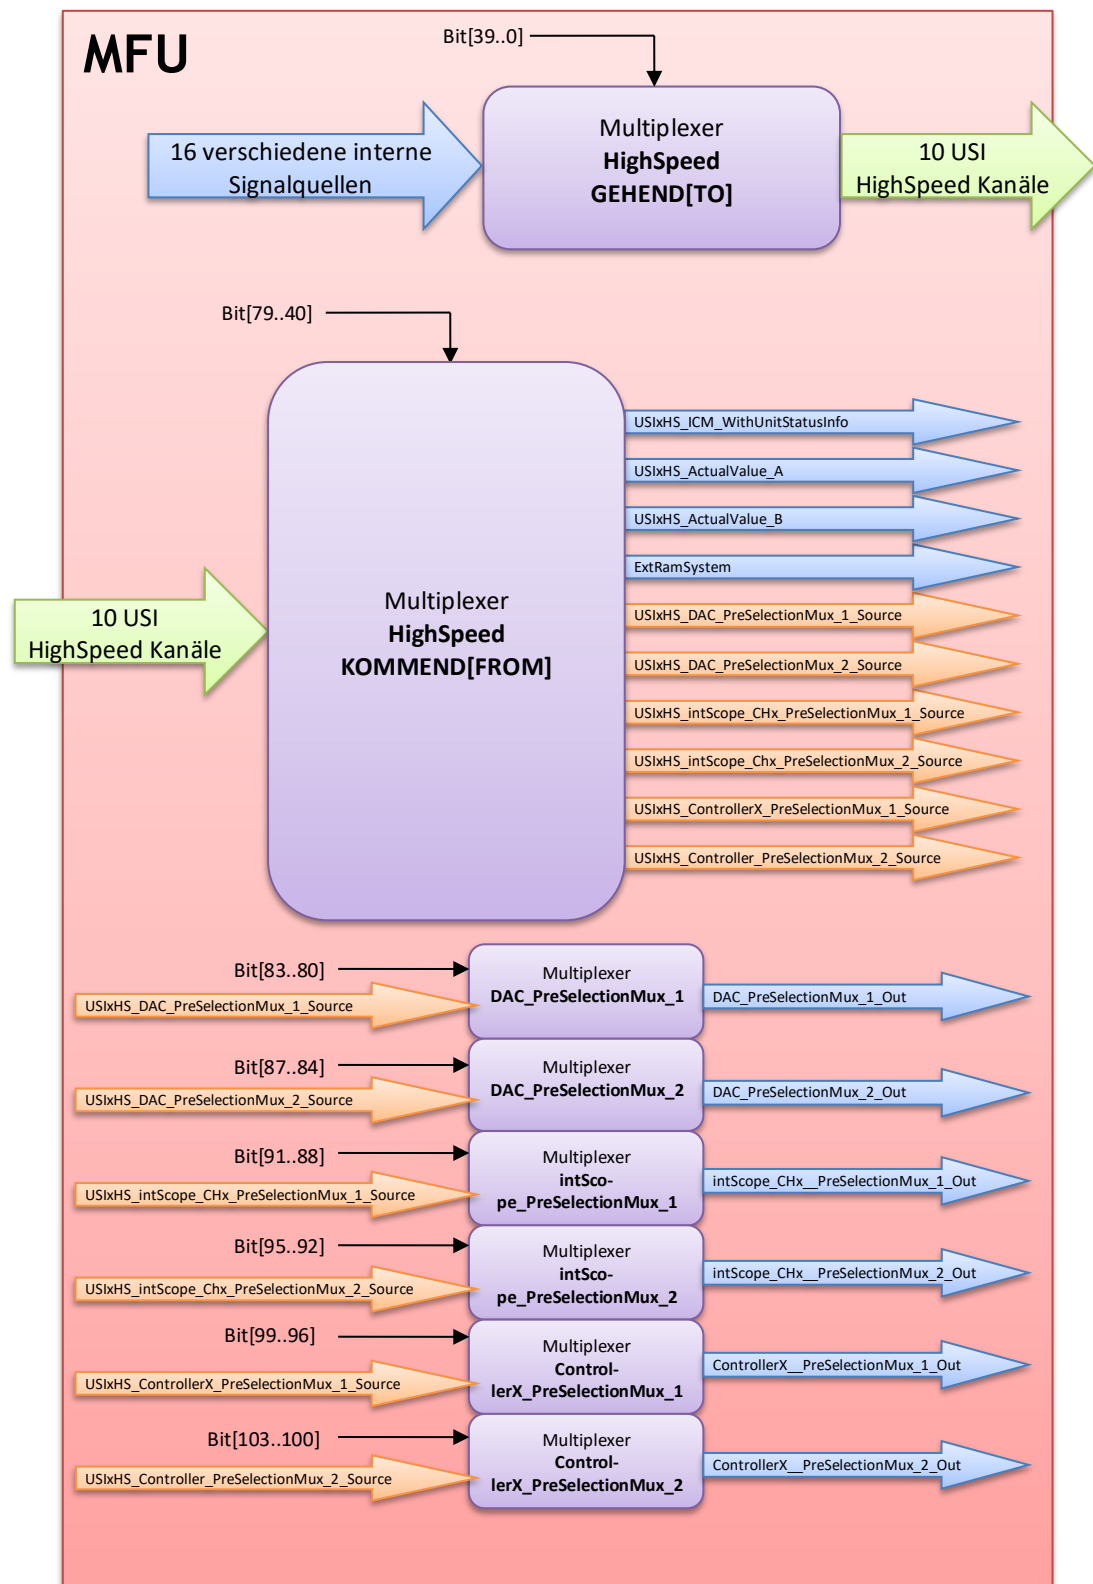 MFU
Bit[39..0]
16 verschiedene interne
Signalquellen
Multiplexer
HighSpeed
GEHEND[TO]
10 USI
HighSpeed Kanäle
Bit[79..40]
10 USI
HighSpeed Kanäle
Multiplexer
HighSpeed
KOMMEND[FROM]
USIxHS_ICM_WithUnitStatusInfo
USIxHS_ActualValue_A
USIxHS_ActualValue_B
ExtRamSystem
USIxHS_DAC_PreSelectionMux_1_Source
USIxHS_DAC_PreSelectionMux_2_Source
USIxHS_intScope_CHx_PreSelectionMux_1_Source
USIxHS_intScope_Chx_PreSelectionMux_2_Source
USIxHS_ControllerX_PreSelectionMux_1_Source
USIxHS_Controller_PreSelectionMux_2_Source
Bit[83..80]
USIxHS_DAC_PreSelectionMux_1_Source
Multiplexer
DAC_PreSelectionMux_1
DAC_PreSelectionMux_1_Out
Bit[87..84]
USIxHS_DAC_PreSelectionMux_2_Source
Multiplexer
DAC_PreSelectionMux_2
DAC_PreSelectionMux_2_Out
Bit[91..88]
USIxHS_intScope_CHx_PreSelectionMux_1_Source
Multiplexer
intSco-
pe_PreSelectionMux_1
intScope_CHx__PreSelectionMux_1_Out
Bit[95..92]
USIxHS_intScope_Chx_PreSelectionMux_2_Source
Multiplexer
intSco-
pe_PreSelectionMux_2
intScope_CHx__PreSelectionMux_2_Out
Bit[99..96]
USIxHS_ControllerX_PreSelectionMux_1_Source
Multiplexer
Control-
lerX_PreSelectionMux_1
ControllerX__PreSelectionMux_1_Out
Bit[103..100]
USIxHS_Controller_PreSelectionMux_2_Source
Multiplexer
Control-
lerX_PreSelectionMux_2
ControllerX__PreSelectionMux_2_Out